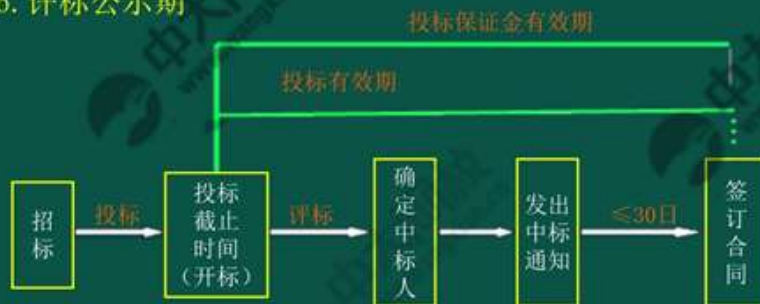 6. 评标公示期
投标保证金有效期
投标有效期
招标
投标
投标
截止
时间
（开标）
评标
确定中标人
发出
中标
通知
≤30日
签订合同